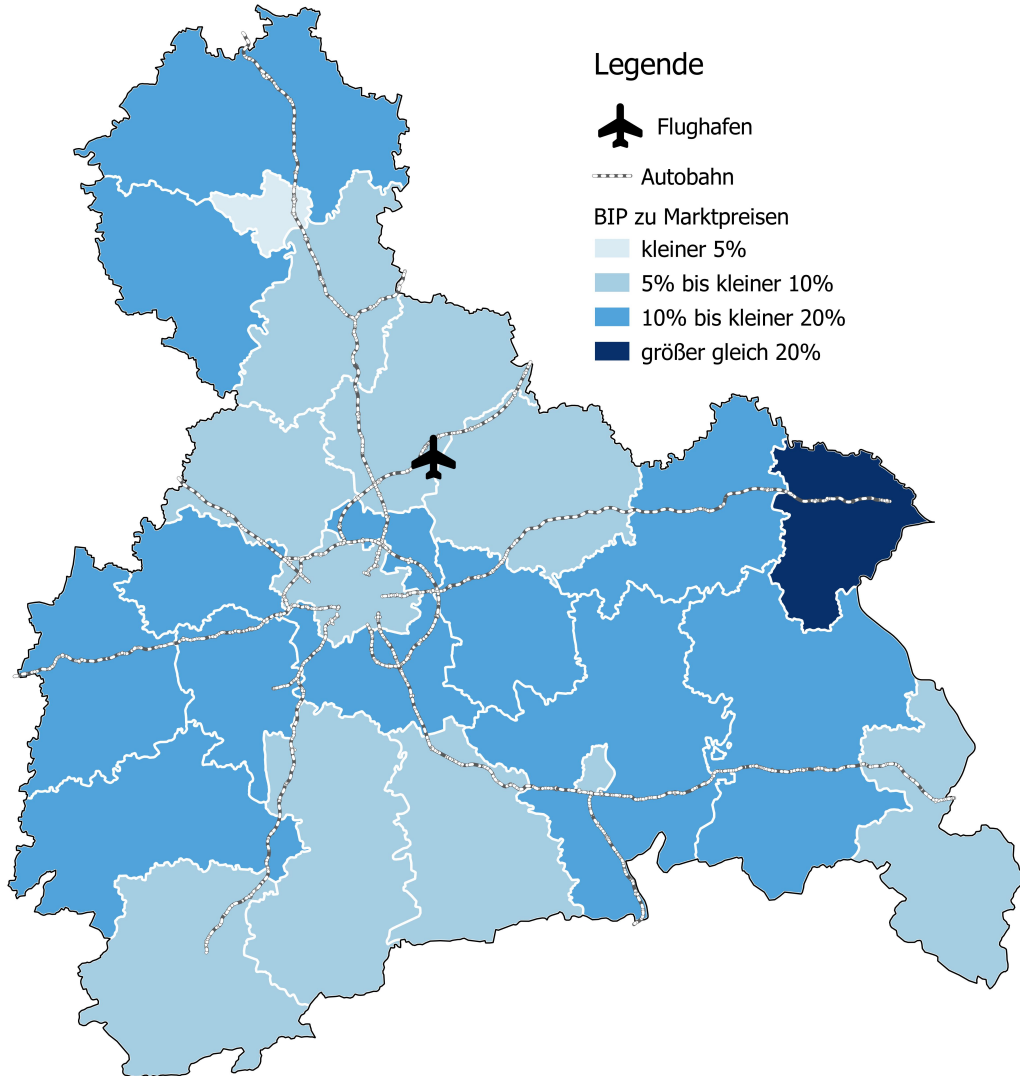 Legende
Flughafen
Autobahn
BIP zu Marktpreisen
kleiner 5%
5% bis kleiner 10%
10% bis kleiner 20%
größer gleich 20%